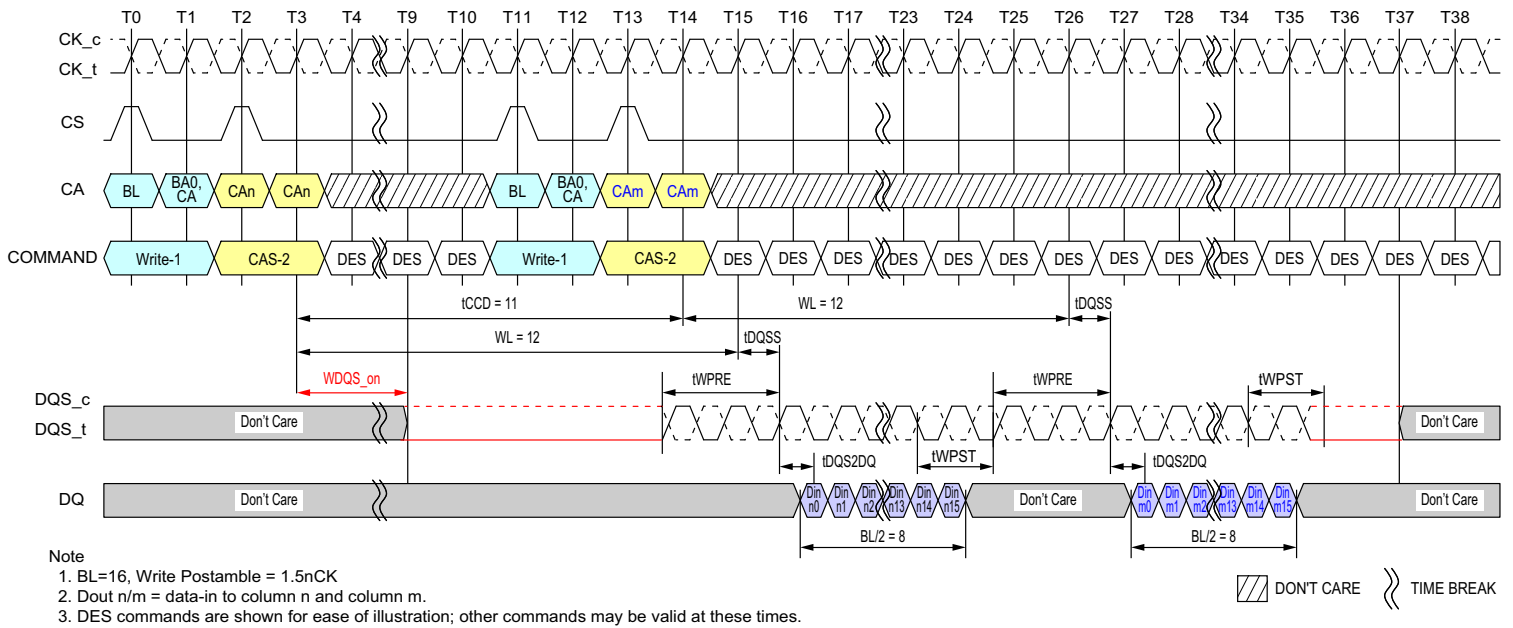 T0 T1 T2 T3 T4 T9 T10 T11 T12 T13 T14 T15 T16 T17 T23 T24 T25 T26 T27 T28 T34 T35 T36 T37 T38
CK_c
CK_t
CS
CA BL BA0, CA CAn CAn BL BA0, CA CAm CAm
COMMAND Write-1 CAS-2 DES DES DES Write-1 CAS-2 DES DES DES DES DES DES DES DES DES DES DES DES DES DES
tCCD = 11 WL = 12 tDQSS
WL = 12 tDQSS
WDQS_on tWPRE tWPRE tWPST
DQS_c
DQS_t Don't Care Don't Care
tDQS2DQ tWPST tDQS2DQ
DQ Don't Care Din n0 Din n1 Din n2 Din n13 Din n14 Din n15 Don't Care Din m0 Din m1 Din m2 Din m13 Din m14 Din m15 Don't Care
BL/2 = 8 BL/2 = 8
Note
1. BL=16, Write Postamble = 1.5nCK
2. Dout n/m = data-in to column n and column m.
3. DES commands are shown for ease of illustration; other commands may be valid at these times.
DON'T CARE TIME BREAK